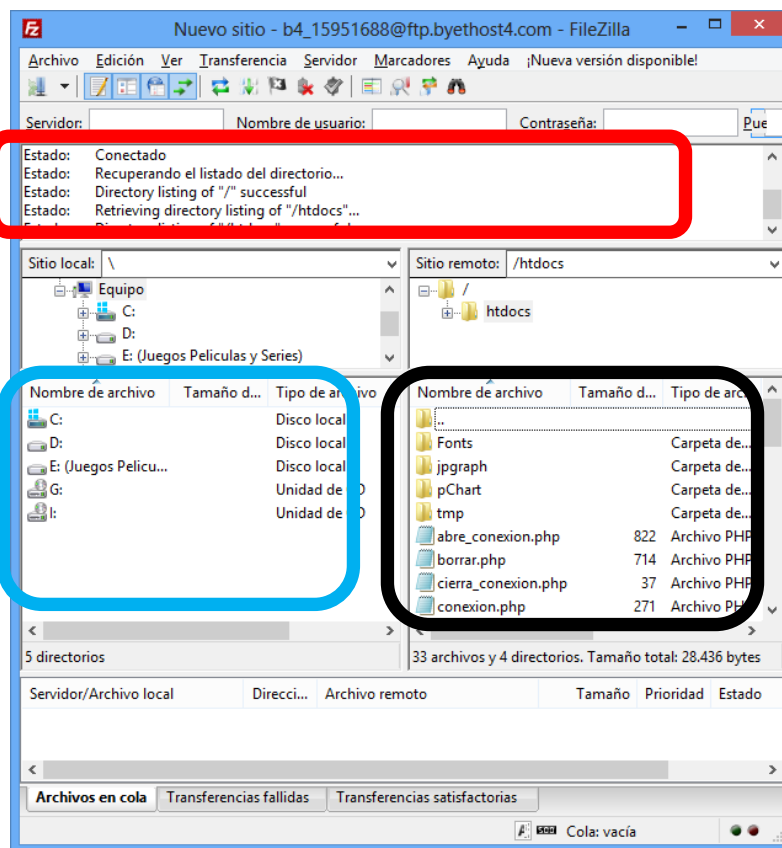 Nuevo sitio - b4_15951688@ftp.byethost4.com - FileZilla
Archivo Edición Ver Transferencia Servidor Marcadores Ayuda ¡Nueva versión disponible!
Servidor: Nombre de usuario: Contraseña: Pue
Estado: Conectado
Estado: Recuperando el listado del directorio...
Estado: Directory listing of "/" successful
Estado: Retrieving directory listing of "/htdocs"...
Sitio local: \
Equipo
C:
D:
E: (Juegos Peliculas y Series)
Sitio remoto: /htdocs
/
htdocs
Nombre de archivo Tamaño d... Tipo de archivo
C: Disco local
D: Disco local
E: (Juegos Pelicu... Disco local
G: Unidad de
I: Unidad de
5 directorios
Nombre de archivo Tamaño d... Tipo de
..
Fonts Carpeta de...
jpgraph Carpeta de...
pChart Carpeta de...
tmp Carpeta de...
abre_conexion.php 822 Archivo PHP
borrar.php 714 Archivo PHP
cierra_conexion.php 37 Archivo PHP
conexion.php 271 Archivo
33 archivos y 4 directorios. Tamaño total: 28.436 bytes
Servidor/Archivo local Direcci... Archivo remoto Tamaño Prioridad Estado
Archivos en cola Transferencias fallidas Transferencias satisfactorias
Cola: vacía